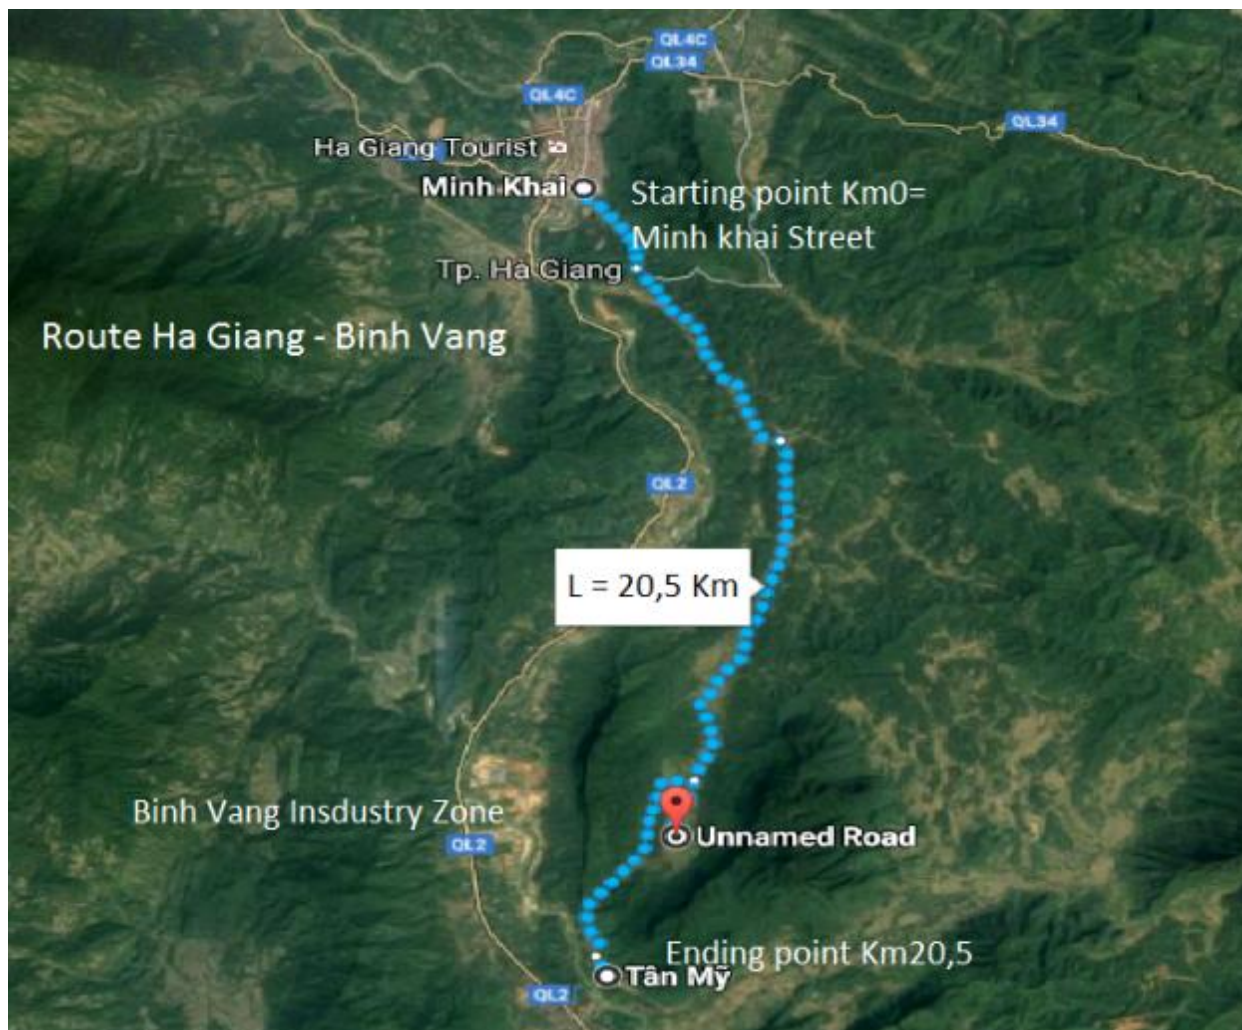 QL4C
QL34
QL4C
QL34
Ha Giang Tourist
Minh Khai
Starting point Km0=
Minh khai Street
Tp. Hà Giang
Route Ha Giang - Binh Vang
QL2
L = 20,5 Km
Binh Vang Insdustry Zone
Unnamed Road
QL2
Ending point Km20,5
Tân Mỹ
QL2